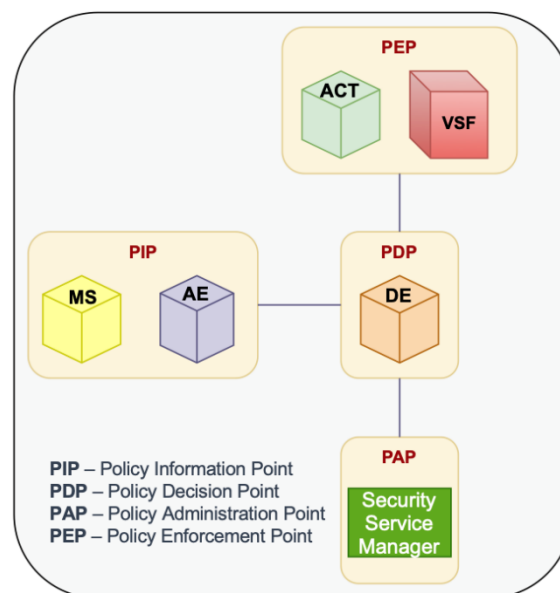 PEP
ACT
VSF
PIP
MS
AE
PDP
DE
PIP – Policy Information Point
PDP – Policy Decision Point
PAP – Policy Administration Point
PEP – Policy Enforcement Point
PAP
Security
Service
Manager